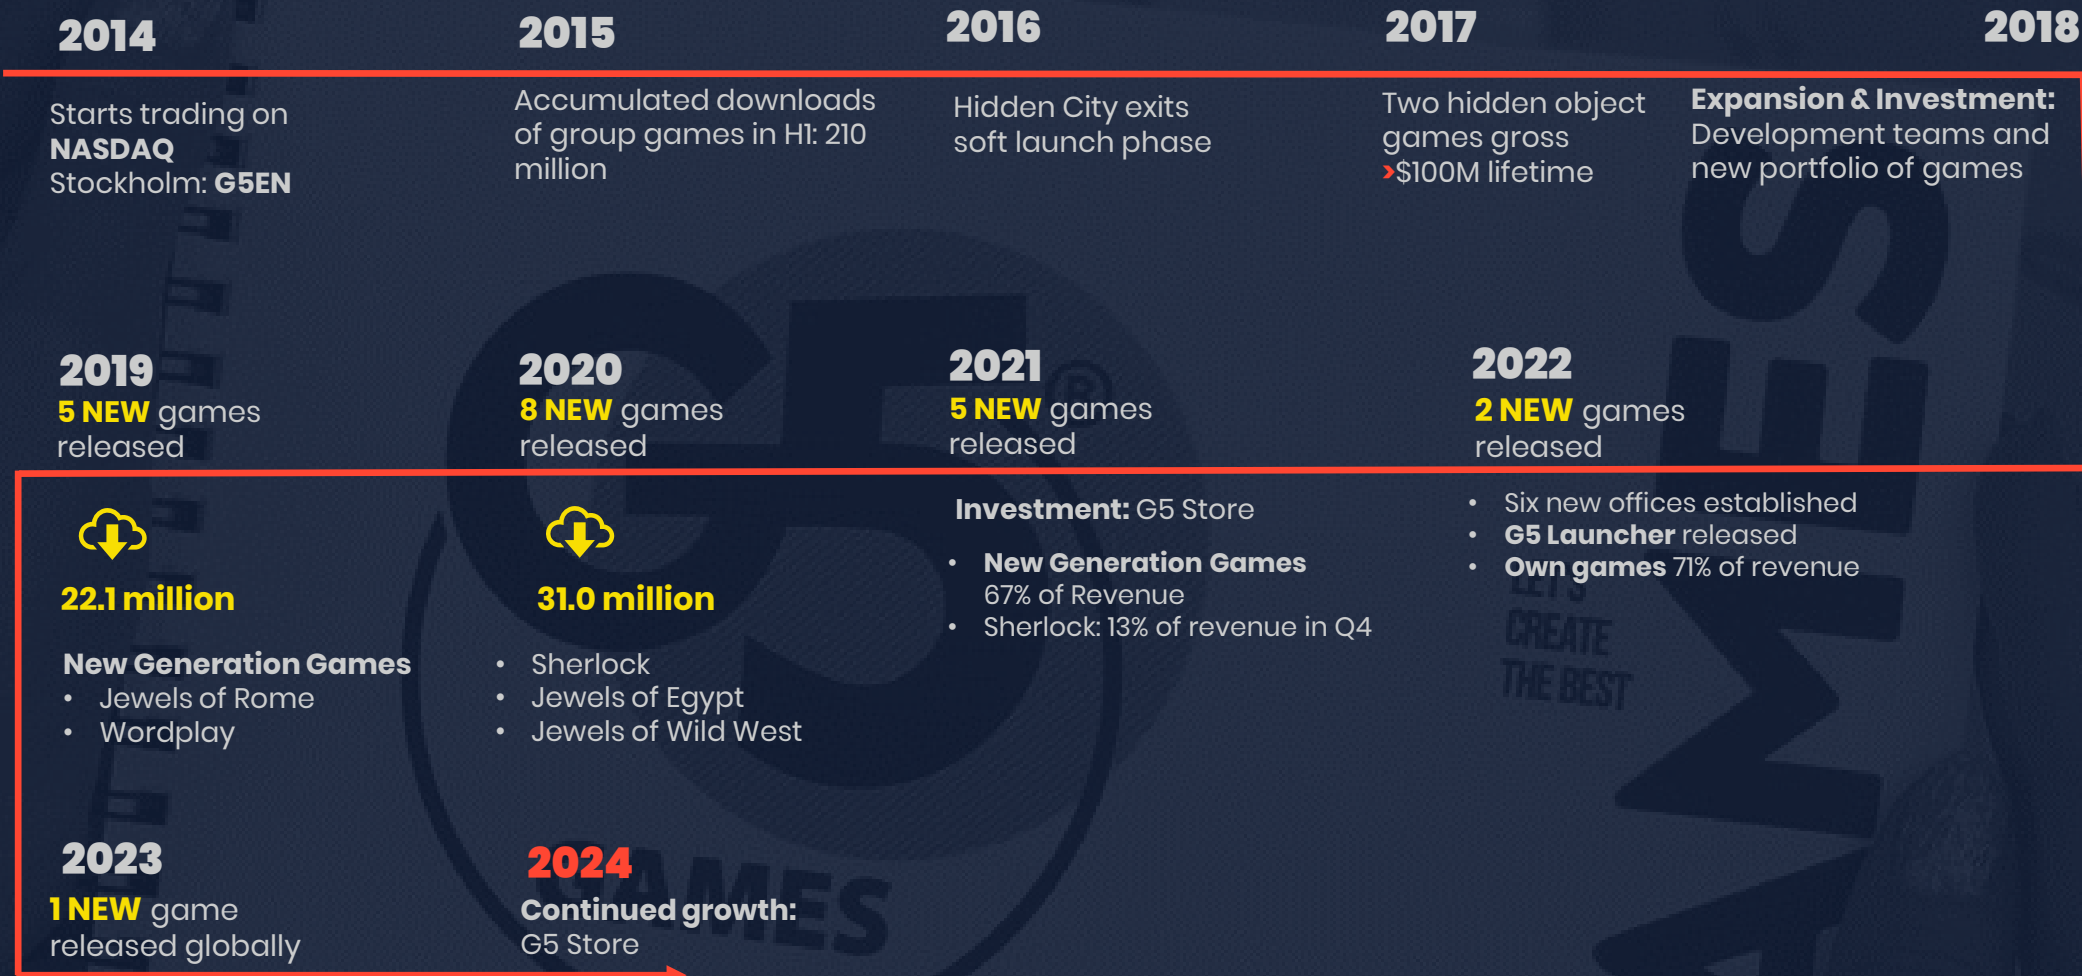 2014
Starts trading on
NASDAQ
Stockholm: G5EN
2015
Accumulated downloads
of group games in H1: 210
million
2016
Hidden City exits
soft launch phase
2017
Two hidden object
games gross
>$100M lifetime
2018
Expansion & Investment:
Development teams and
new portfolio of games
2019
5 NEW games
released
22.1 million
New Generation Games
• Jewels of Rome
• Wordplay
2020
8 NEW games
released
31.0 million
• Sherlock
• Jewels of Egypt
• Jewels of Wild West
2021
5 NEW games
released
Investment: G5 Store
• New Generation Games
67% of Revenue
• Sherlock: 13% of revenue in Q4
2022
2 NEW games
released
• Six new offices established
• G5 Launcher released
• Own games 71% of revenue
2023
1 NEW game
released globally
2024
Continued growth:
G5 Store
G5®
GAMES
LET'S
CREATE
THE BEST
AMES